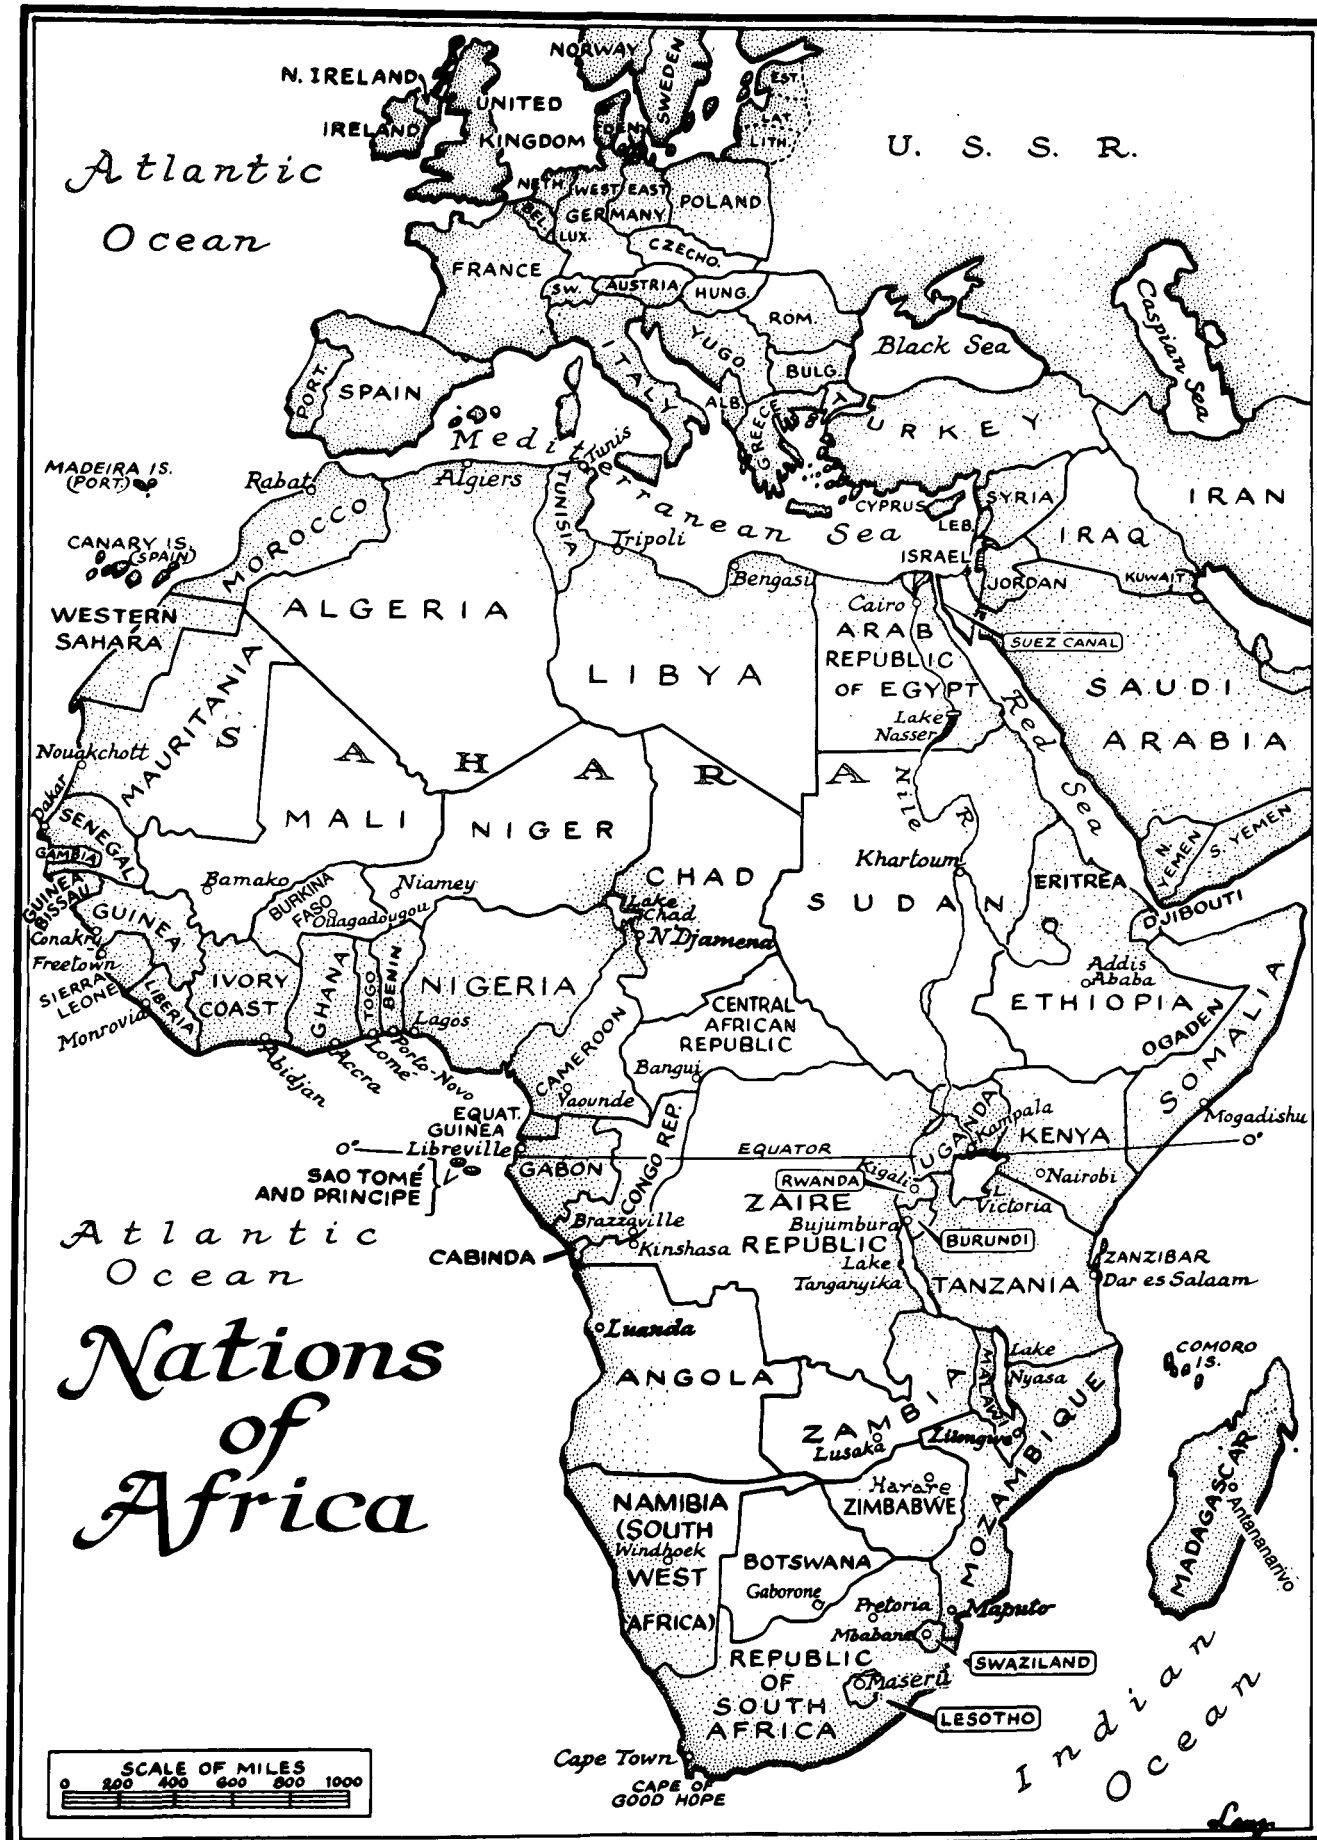 NORWAY
SWEDEN
N. IRELAND
IRELAND
UNITED
KINGDOM
DEN.
EST.
LAT.
LITH.
U. S. S. R.
Atlantic
Ocean
NETH.
BEL.
LUX.
WEST
EAST
GERMANY
POLAND
CZECHO.
FRANCE
SW.
AUSTRIA
HUNG.
ROM.
YUGO.
BULG.
ITALY
ALB.
GREECE
Black Sea
Caspian Sea
PORT.
SPAIN
TURKEY
Mediterranean Sea
MADEIRA IS.
(PORT.)
Rabat
Algiers
Tunis
TUNISIA
MOROCCO
CANARY IS.
(SPAIN)
Tripoli
Bengasi
CYPRUS
SYRIA
LEB.
ISRAEL
JORDAN
IRAQ
IRAN
KUWAIT
WESTERN
SAHARA
ALGERIA
LIBYA
Cairo
ARAB
REPUBLIC
OF EGYPT
SUEZ CANAL
Lake
Nasser
Red Sea
SAUDI
ARABIA
MAURITANIA
Nouakchott
SAHARA
MALI
NIGER
CHAD
Nile R.
Khartoum
SUDAN
ERITREA
N. YEMEN
S. YEMEN
DJIBOUTI
Dakar
SENEGAL
GAMBIA
GUINEA
BISSAU
GUINEA
Conakry
Freetown
SIERRA
LEONE
LIBERIA
Monrovia
Bamako
BURKINA
FASO
Ouagadougou
Niamey
IVORY
COAST
GHANA
TOGO
BENIN
NIGERIA
Lagos
Porto-Novo
Lomé
Accra
Abidjan
Lake
Chad
N'Djamena
CENTRAL
AFRICAN
REPUBLIC
Bangui
CAMEROON
Yaounde
Addis
Ababa
ETHIOPIA
OGADEN
SOMALIA
Mogadishu
EQUAT.
GUINEA
0°
Libreville
EQUATOR
0°
GABON
CONGO REP.
UGANDA
Kampala
KENYA
Nairobi
SAO TOMÉ
AND PRINCIPE
Kigali
RWANDA
L.
Victoria
ZAIRE
REPUBLIC
Bujumbura
BURUNDI
Brazzaville
Kinshasa
CABINDA
Lake
Tanganyika
TANZANIA
ZANZIBAR
Dar es Salaam
Atlantic
Ocean
Nations
of
Africa
Luanda
ANGOLA
ZAMBIA
Lusaka
MALAWI
Lake
Nyasa
Lilongwe
COMORO
IS.
MOZAMBIQUE
MADAGASCAR
Antananarivo
Harare
ZIMBABWE
NAMIBIA
(SOUTH
Windhoek
WEST
AFRICA)
BOTSWANA
Gaborone
Pretoria
Maputo
Mbabane
SWAZILAND
REPUBLIC
OF
SOUTH
AFRICA
Maseru
LESOTHO
Cape Town
CAPE OF
GOOD HOPE
Indian
Ocean
SCALE OF MILES
0 200 400 600 800 1000